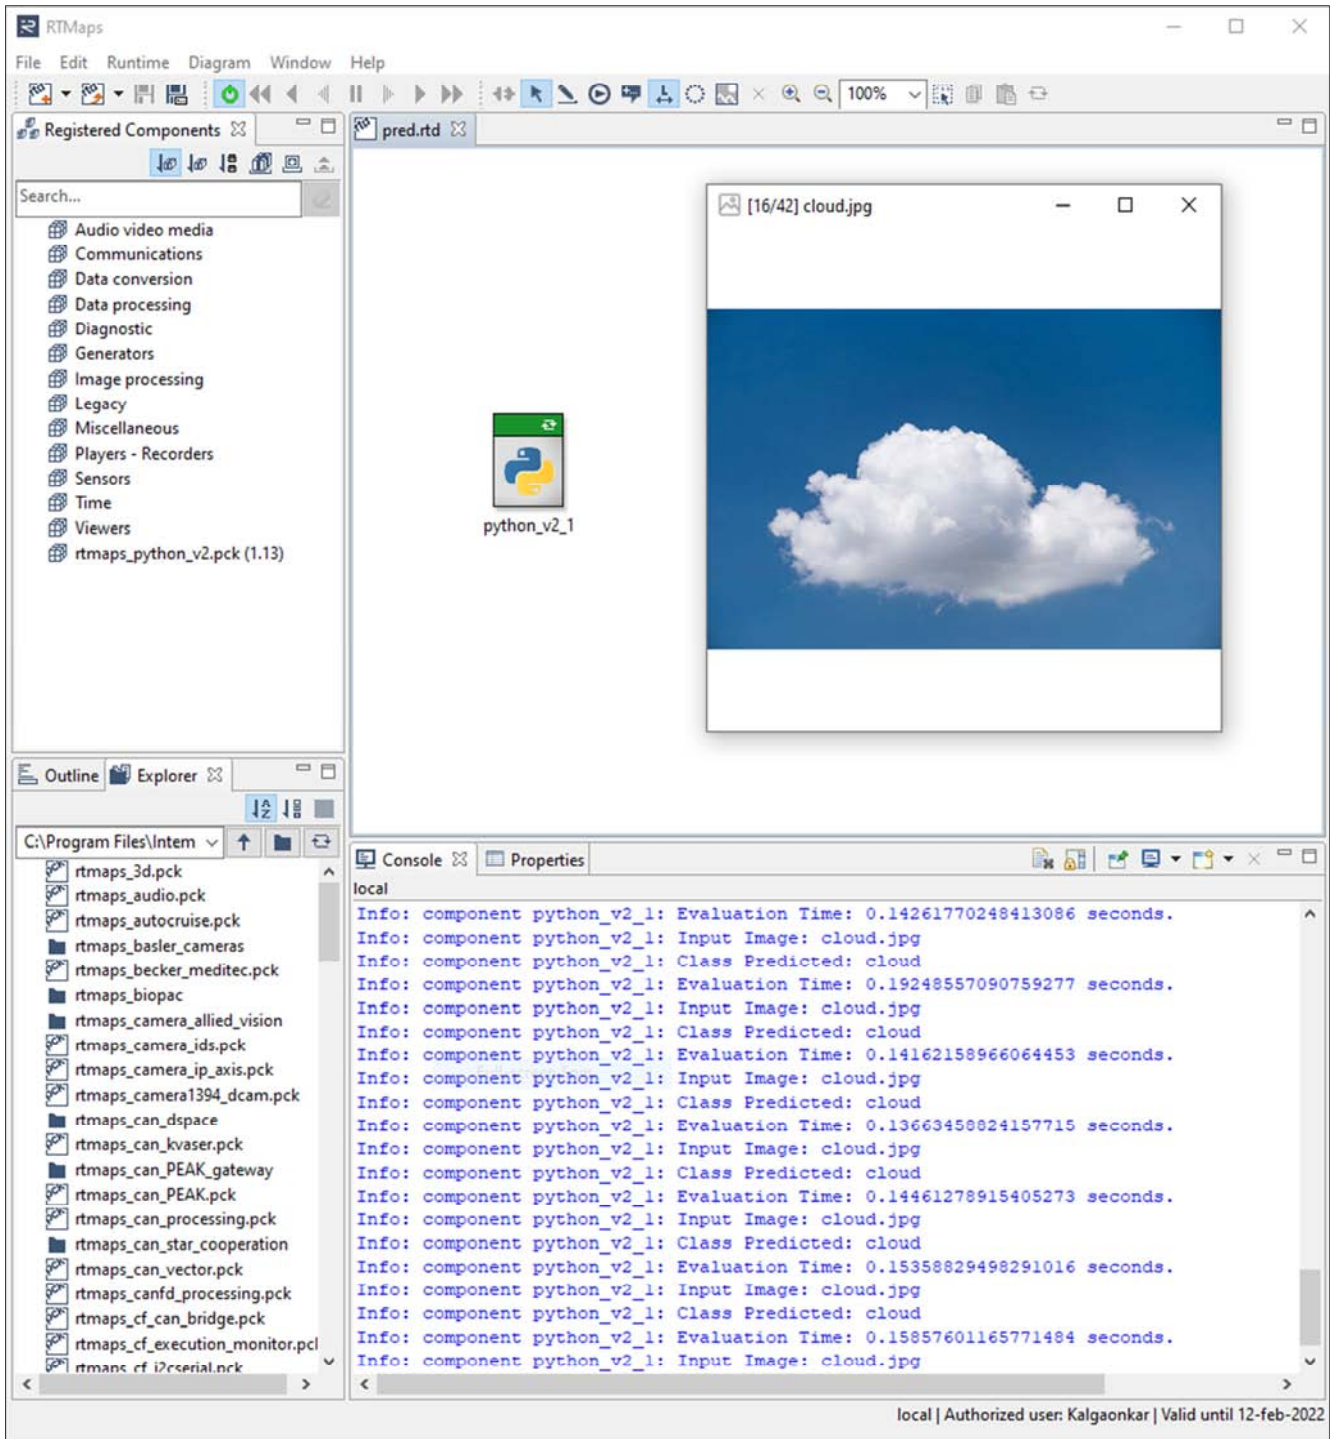 RTMaps
File Edit Runtime Diagram Window Help
100%
Registered Components
Search...
Audio video media
Communications
Data conversion
Data processing
Diagnostic
Generators
Image processing
Legacy
Miscellaneous
Players - Recorders
Sensors
Time
Viewers
rtmaps_python_v2.pck (1.13)
pred.rtd
python_v2_1
[16/42] cloud.jpg
Outline Explorer
C:\Program Files\Intem
rtmaps_3d.pck
rtmaps_audio.pck
rtmaps_autocruise.pck
rtmaps_basler_cameras
rtmaps_becker_meditec.pck
rtmaps_biopac
rtmaps_camera_allied_vision
rtmaps_camera_ids.pck
rtmaps_camera_ip_axis.pck
rtmaps_camera1394_dcam.pck
rtmaps_can_dspace
rtmaps_can_kvaser.pck
rtmaps_can_PEAK_gateway
rtmaps_can_PEAK.pck
rtmaps_can_processing.pck
rtmaps_can_star_cooperation
rtmaps_can_vector.pck
rtmaps_canfd_processing.pck
rtmaps_cf_can_bridge.pck
rtmaps_cf_execution_monitor.pcl
rtmaps_cf_i2cserial.pck
Console Properties
local
Info: component python_v2_1: Evaluation Time: 0.14261770248413086 seconds.
Info: component python_v2_1: Input Image: cloud.jpg
Info: component python_v2_1: Class Predicted: cloud
Info: component python_v2_1: Evaluation Time: 0.19248557090759277 seconds.
Info: component python_v2_1: Input Image: cloud.jpg
Info: component python_v2_1: Class Predicted: cloud
Info: component python_v2_1: Evaluation Time: 0.14162158966064453 seconds.
Info: component python_v2_1: Input Image: cloud.jpg
Info: component python_v2_1: Class Predicted: cloud
Info: component python_v2_1: Evaluation Time: 0.13663458824157715 seconds.
Info: component python_v2_1: Input Image: cloud.jpg
Info: component python_v2_1: Class Predicted: cloud
Info: component python_v2_1: Evaluation Time: 0.14461278915405273 seconds.
Info: component python_v2_1: Input Image: cloud.jpg
Info: component python_v2_1: Class Predicted: cloud
Info: component python_v2_1: Evaluation Time: 0.15358829498291016 seconds.
Info: component python_v2_1: Input Image: cloud.jpg
Info: component python_v2_1: Class Predicted: cloud
Info: component python_v2_1: Evaluation Time: 0.15857601165771484 seconds.
Info: component python_v2_1: Input Image: cloud.jpg
local | Authorized user: Kalgaonkar | Valid until 12-feb-2022